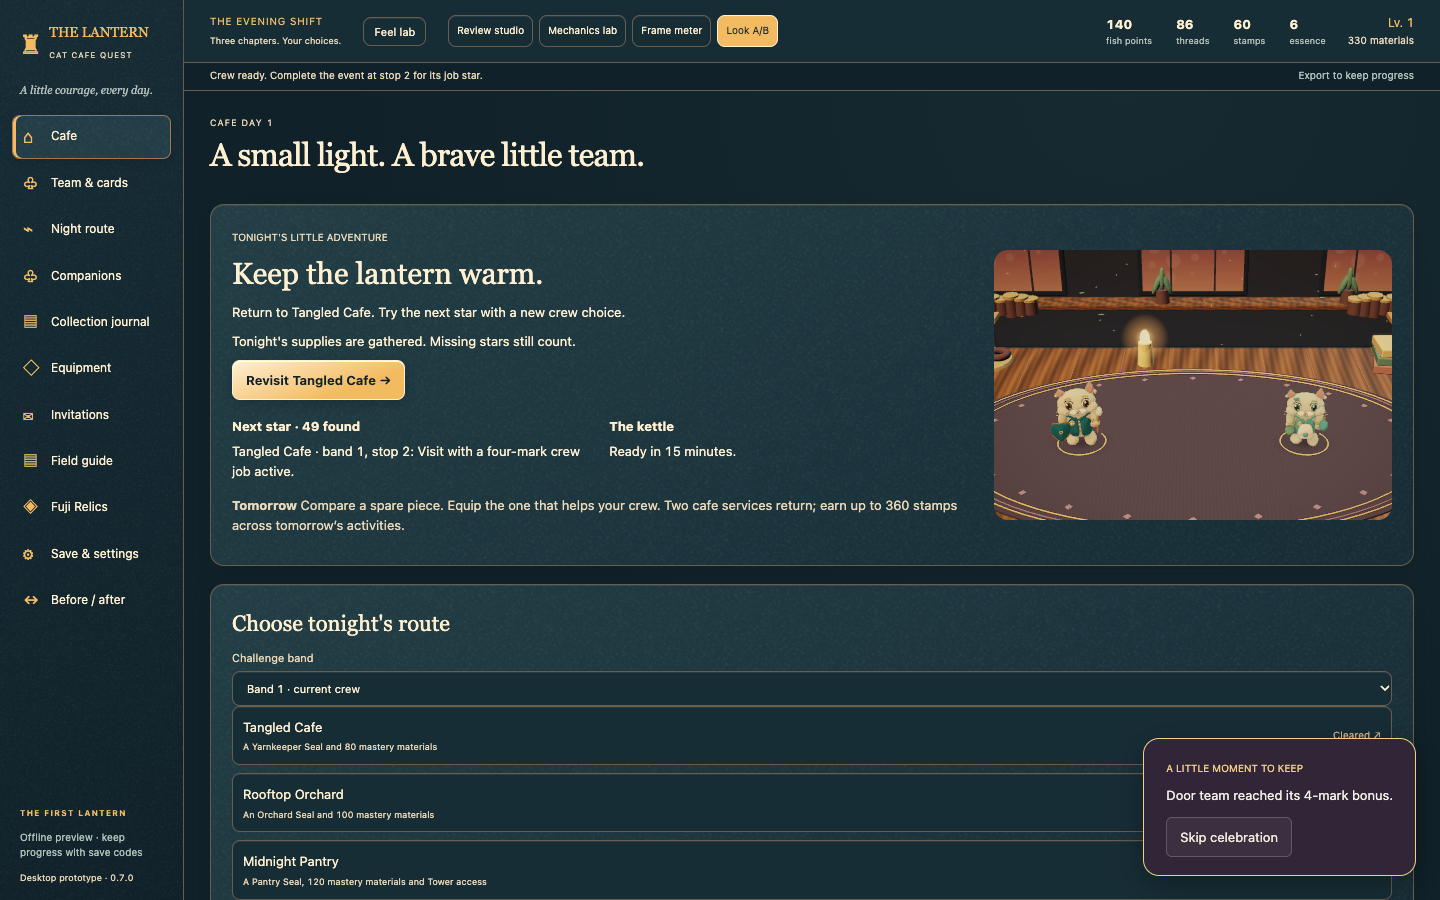 THE LANTERN
CAT CAFE QUEST
A little courage, every day.
Cafe
Team & cards
Night route
Companions
Collection journal
Equipment
Invitations
Field guide
Fuji Relics
Save & settings
Before / after
THE FIRST LANTERN
Offline preview · keep
progress with save codes
Desktop prototype · 0.7.0
THE EVENING SHIFT
Three chapters. Your choices.
Feel lab
Review studio
Mechanics lab
Frame meter
Look A/B
140
fish points
86
threads
60
stamps
6
essence
Lv. 1
330 materials
Crew ready. Complete the event at stop 2 for its job star.
Export to keep progress
CAFE DAY 1
A small light. A brave little team.
TONIGHT'S LITTLE ADVENTURE
Keep the lantern warm.
Return to Tangled Cafe. Try the next star with a new crew choice.
Tonight's supplies are gathered. Missing stars still count.
Revisit Tangled Cafe →
Next star · 49 found
Tangled Cafe · band 1, stop 2: Visit with a four-mark crew
job active.
The kettle
Ready in 15 minutes.
Tomorrow Compare a spare piece. Equip the one that helps your crew. Two cafe services return; earn up to 360 stamps
across tomorrow’s activities.
Choose tonight's route
Challenge band
Band 1 · current crew
Tangled Cafe
A Yarnkeeper Seal and 80 mastery materials
Cleared ↗
Rooftop Orchard
An Orchard Seal and 100 mastery materials
Midnight Pantry
A Pantry Seal, 120 mastery materials and Tower access
A LITTLE MOMENT TO KEEP
Door team reached its 4-mark bonus.
Skip celebration